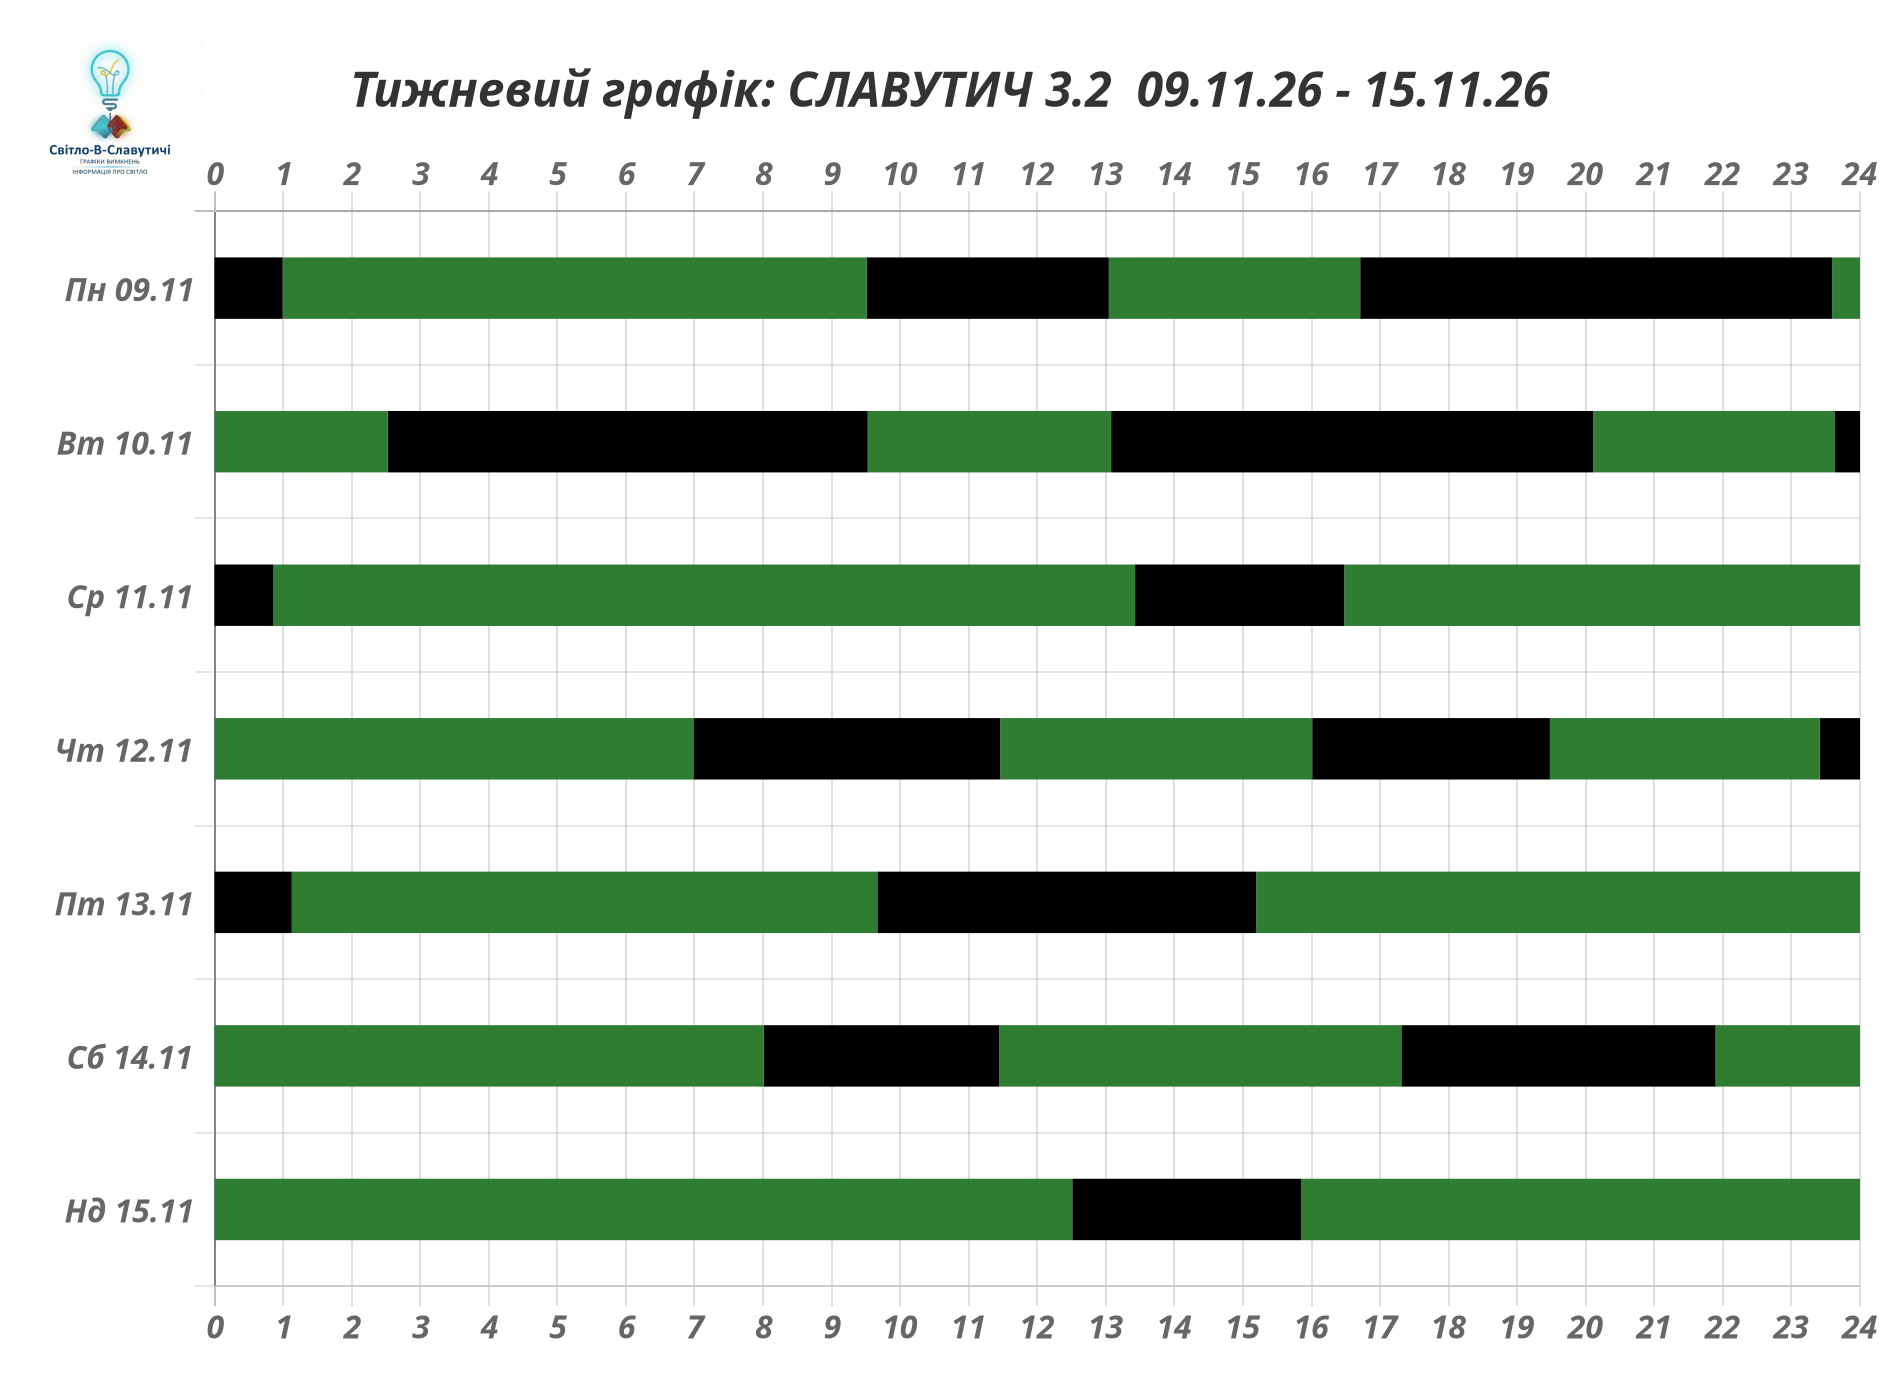 Світло-В-Славутичі
ГРАФІКИ ВИМКНЕНЬ
ІНФОРМАЦІЯ ПРО СВІТЛО
Тижневий графік: СЛАВУТИЧ 3.2 09.11.26 - 15.11.26
0 1 2 3 4 5 6 7 8 9 10 11 12 13 14 15 16 17 18 19 20 21 22 23 24
Пн 09.11
Вт 10.11
Ср 11.11
Чт 12.11
Пт 13.11
Сб 14.11
Нд 15.11
0 1 2 3 4 5 6 7 8 9 10 11 12 13 14 15 16 17 18 19 20 21 22 23 24